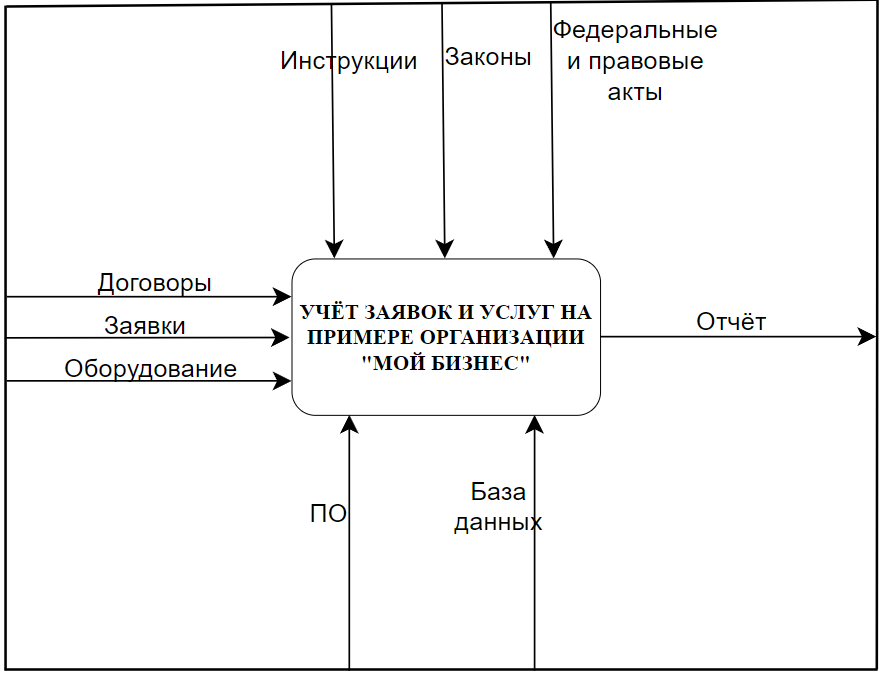 Инструкции
Законы
Федеральные
и правовые
акты
Договоры
Заявки
Оборудование
УЧЁТ ЗАЯВОК И УСЛУГ НА
ПРИМЕРЕ ОРГАНИЗАЦИИ
"МОЙ БИЗНЕС"
Отчёт
ПО
База
данных